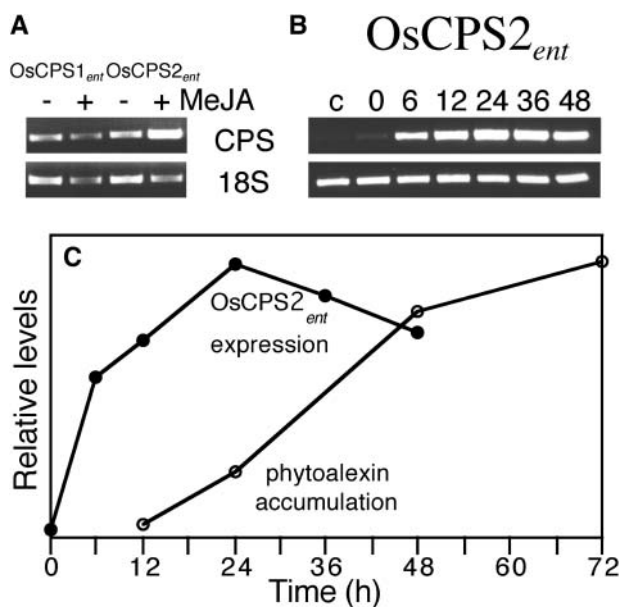 A
OsCPS1ent OsCPS2ent
- + - + MeJA
CPS
18S
B
OsCPS2ent
c 0 6 12 24 36 48
C
Relative levels
OsCPS2ent
expression
phytoalexin
accumulation
0 12 24 36 48 60 72
Time (h)